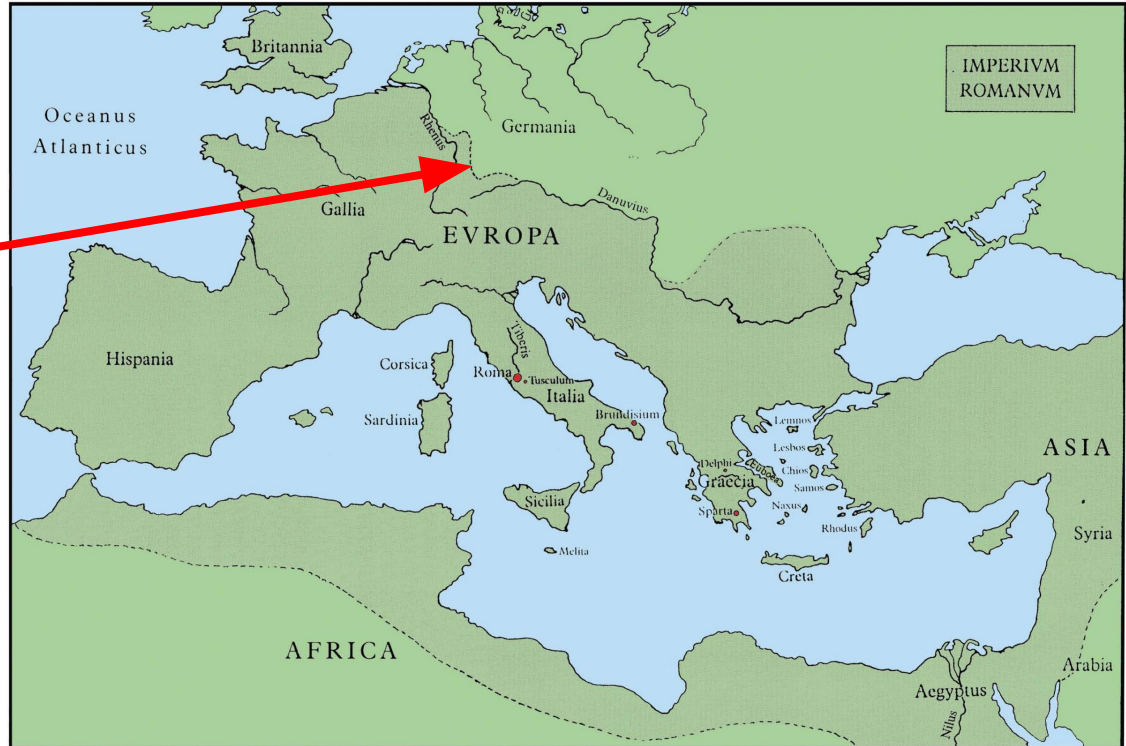 Britannia
IMPERIVM
ROMANVM
Oceanus
Atlanticus
Rhenus
Germania
Gallia
Danuvius
EVROPA
Hispania
Corsica
Roma
Tiberis
Tusculum
Italia
Sardinia
Brundisium
Lemnos
Lesbos
ASIA
Delphi
Euboea
Chios
Graecia
Samos
Sicilia
Sparta
Naxus
Rhodus
Syria
Melita
Creta
AFRICA
Arabia
Aegyptus
Nilus